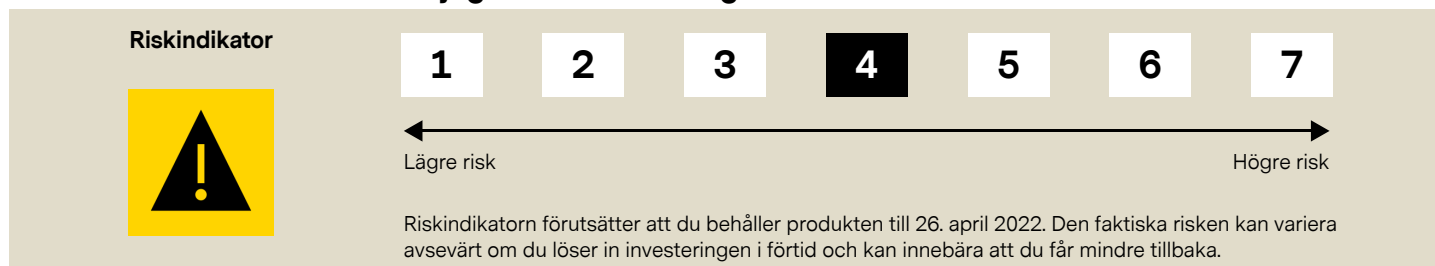 Riskindikator
1 2 3 4 5 6 7
Lägre risk Högre risk
Riskindikatorn förutsätter att du behåller produkten till 26. april 2022. Den faktiska risken kan variera
avsevärt om du löser in investeringen i förtid och kan innebära att du får mindre tillbaka.